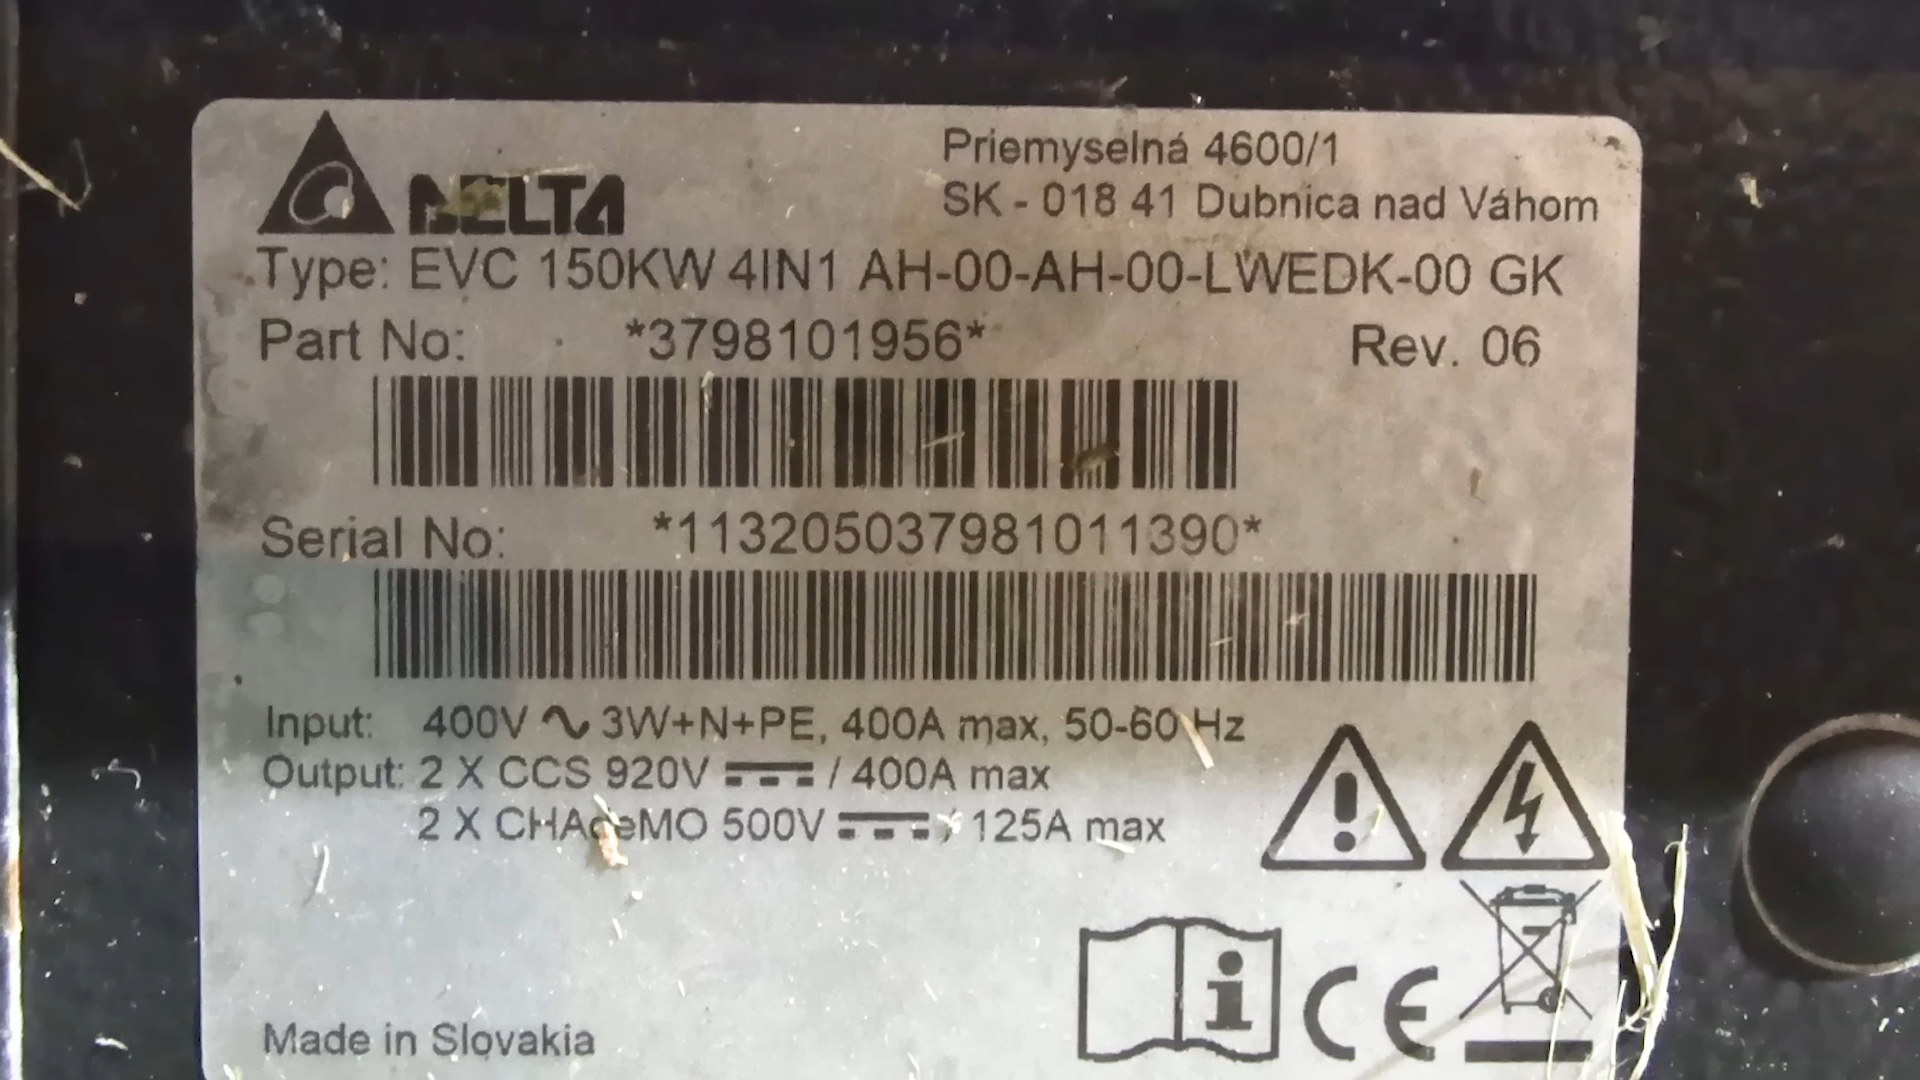 DELTA
Priemyselná 4600/1
SK - 018 41 Dubnica nad Váhom
Type: EVC 150KW 4IN1 AH-00-AH-00-LWEDK-00 GK
Part No: *3798101956* Rev. 06
Serial No: *113205037981011390*
Input: 400V ∿ 3W+N+PE, 400A max, 50-60 Hz
Output: 2 X CCS 920V ⎓ / 400A max
2 X CHAdeMO 500V ⎓ / 125A max
Made in Slovakia
CE